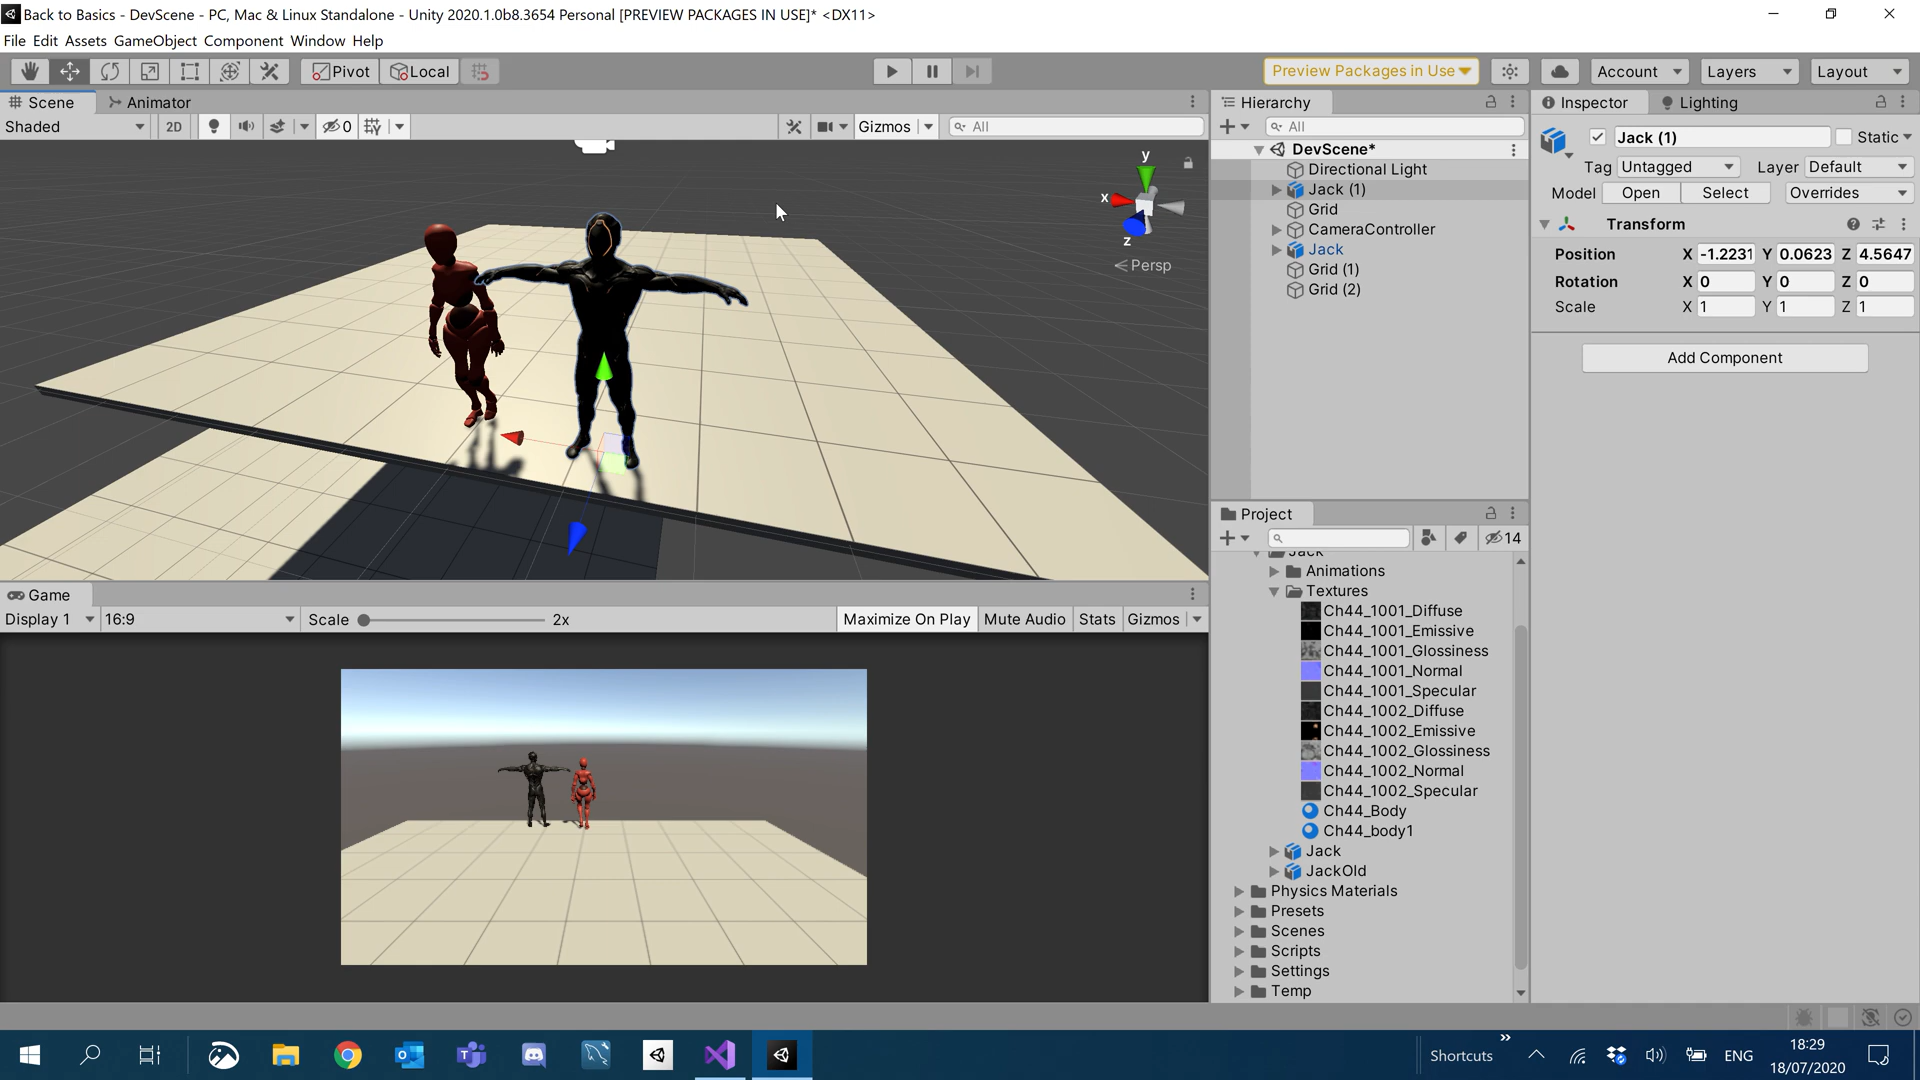 Back to Basics - DevScene - PC, Mac & Linux Standalone - Unity 2020.1.0b8.3654 Personal [PREVIEW PACKAGES IN USE]* <DX11>
File Edit Assets GameObject Component Window Help
Pivot Local Preview Packages in Use Account Layers Layout
Scene Animator
Shaded 2D 0 Gizmos All
y
x
z
Persp
Hierarchy
All
DevScene*
Directional Light
Jack (1)
Grid
CameraController
Jack
Grid (1)
Grid (2)
Inspector Lighting
Jack (1) Static
Tag Untagged Layer Default
Model Open Select Overrides
Transform
Position X -1.2231 Y 0.0623 Z 4.5647
Rotation X 0 Y 0 Z 0
Scale X 1 Y 1 Z 1
Add Component
Project
14
Jack
Animations
Textures
Ch44_1001_Diffuse
Ch44_1001_Emissive
Ch44_1001_Glossiness
Ch44_1001_Normal
Ch44_1001_Specular
Ch44_1002_Diffuse
Ch44_1002_Emissive
Ch44_1002_Glossiness
Ch44_1002_Normal
Ch44_1002_Specular
Ch44_Body
Ch44_body1
Jack
JackOld
Physics Materials
Presets
Scenes
Scripts
Settings
Temp
Game
Display 1 16:9 Scale 2x Maximize On Play Mute Audio Stats Gizmos
Shortcuts ENG 18:29
18/07/2020